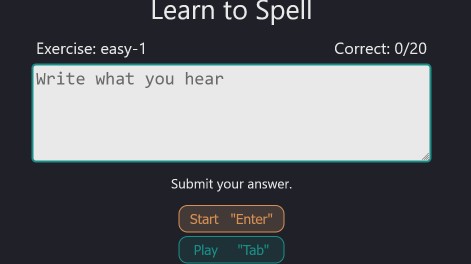 Learn to Spell
Exercise: easy-1 Correct: 0/20
Write what you hear
Submit your answer.
Start "Enter"
Play "Tab"